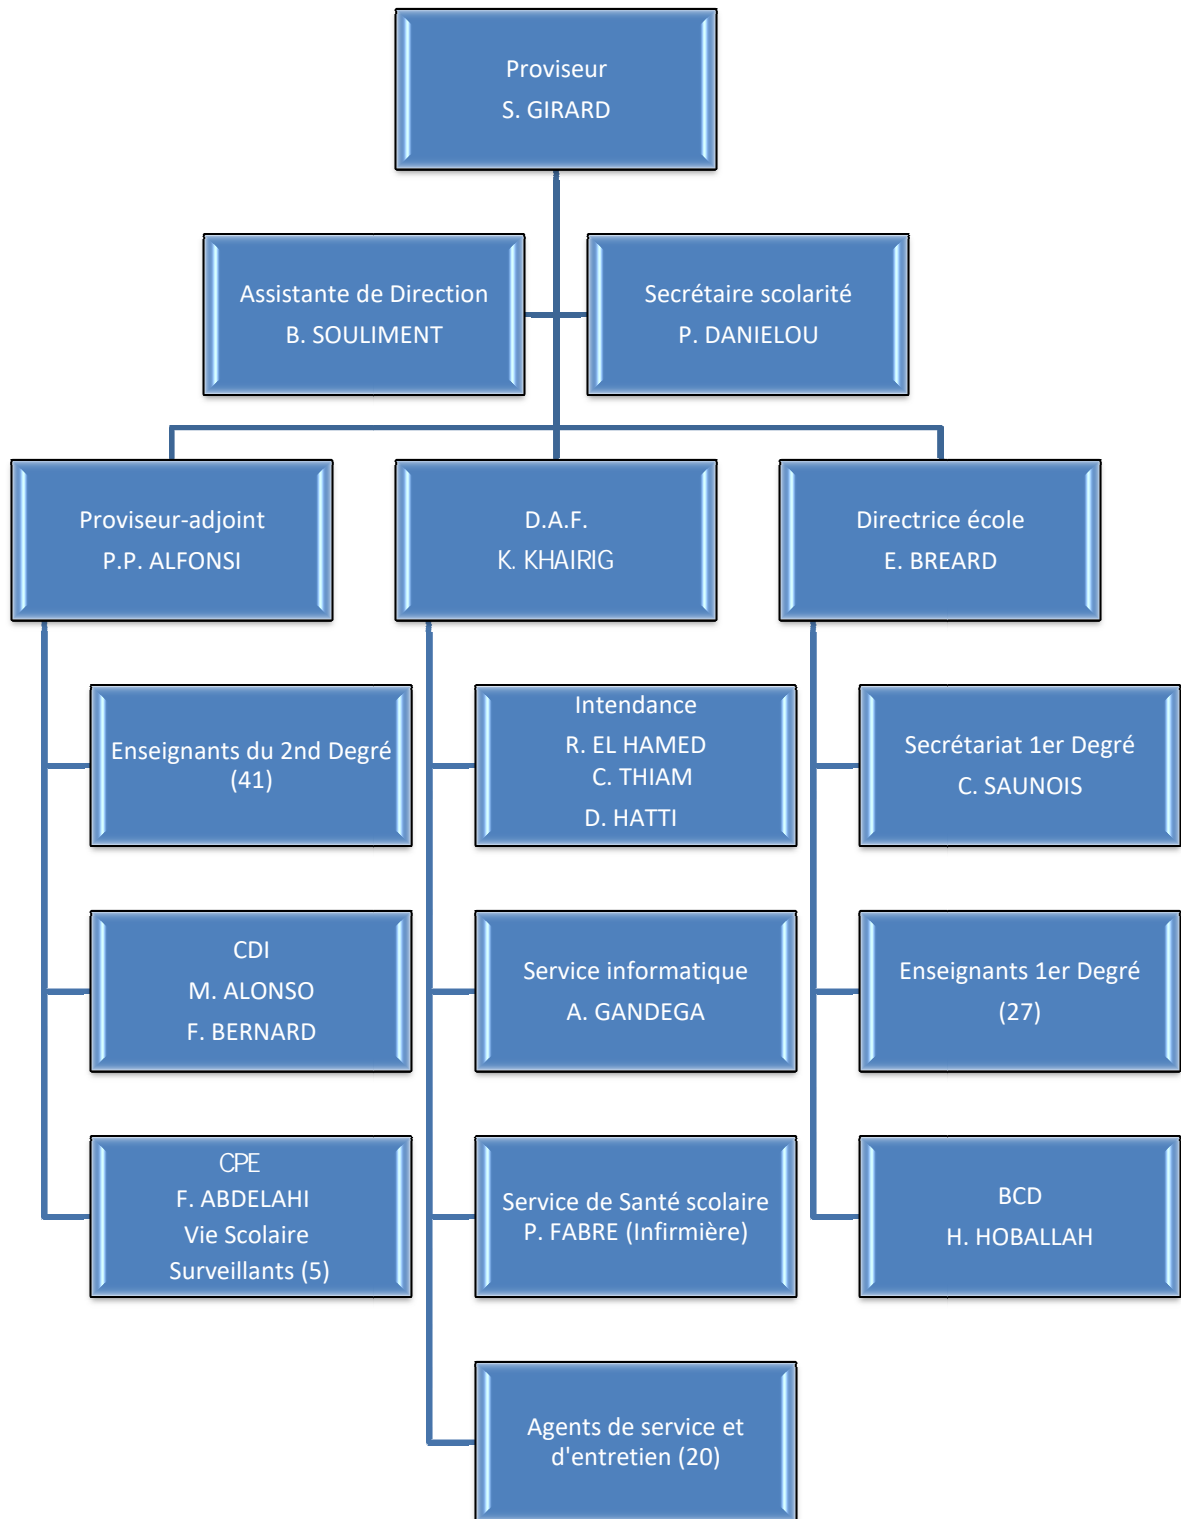 Proviseur
S. GIRARD
Assistante de Direction
B. SOULIMENT
Secrétaire scolarité
P. DANIELOU
Proviseur-adjoint
P.P. ALFONSI
D.A.F.
K. KHAIRIG
Directrice école
E. BREARD
Enseignants du 2nd Degré
(41)
Intendance
R. EL HAMED
C. THIAM
D. HATTI
Secrétariat 1er Degré
C. SAUNOIS
CDI
M. ALONSO
F. BERNARD
Service informatique
A. GANDEGA
Enseignants 1er Degré
(27)
CPE
F. ABDELAHI
Vie Scolaire
Surveillants (5)
Service de Santé scolaire
P. FABRE (Infirmière)
BCD
H. HOBALLAH
Agents de service et
d'entretien (20)